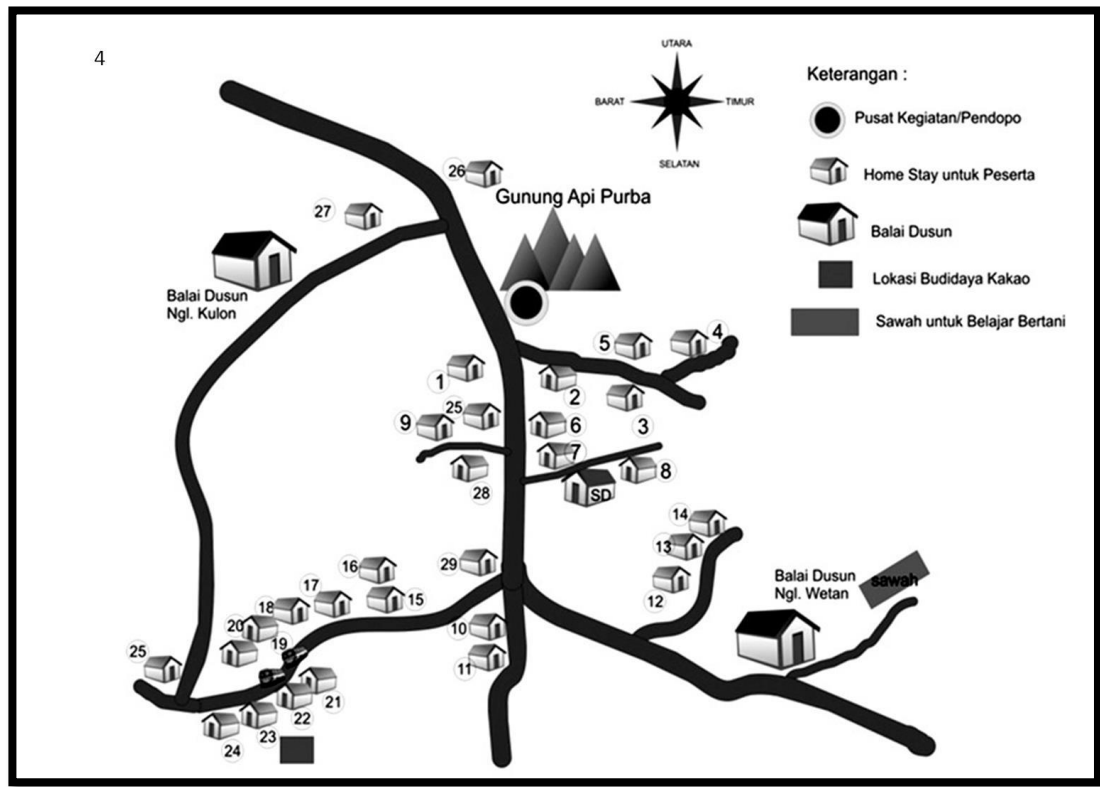 4
UTARA
BARAT
TIMUR
SELATAN
Keterangan :
Pusat Kegiatan/Pendopo
Home Stay untuk Peserta
Balai Dusun
Lokasi Budidaya Kakao
Sawah untuk Belajar Bertani
26
Gunung Api Purba
27
Balai Dusun
Ngl. Kulon
5
4
1
2
3
25
9
6
7
28
8
SD
14
13
12
29
16
17
15
18
20
19
10
11
25
21
22
23
24
Balai Dusun
Ngl. Wetan
sawah